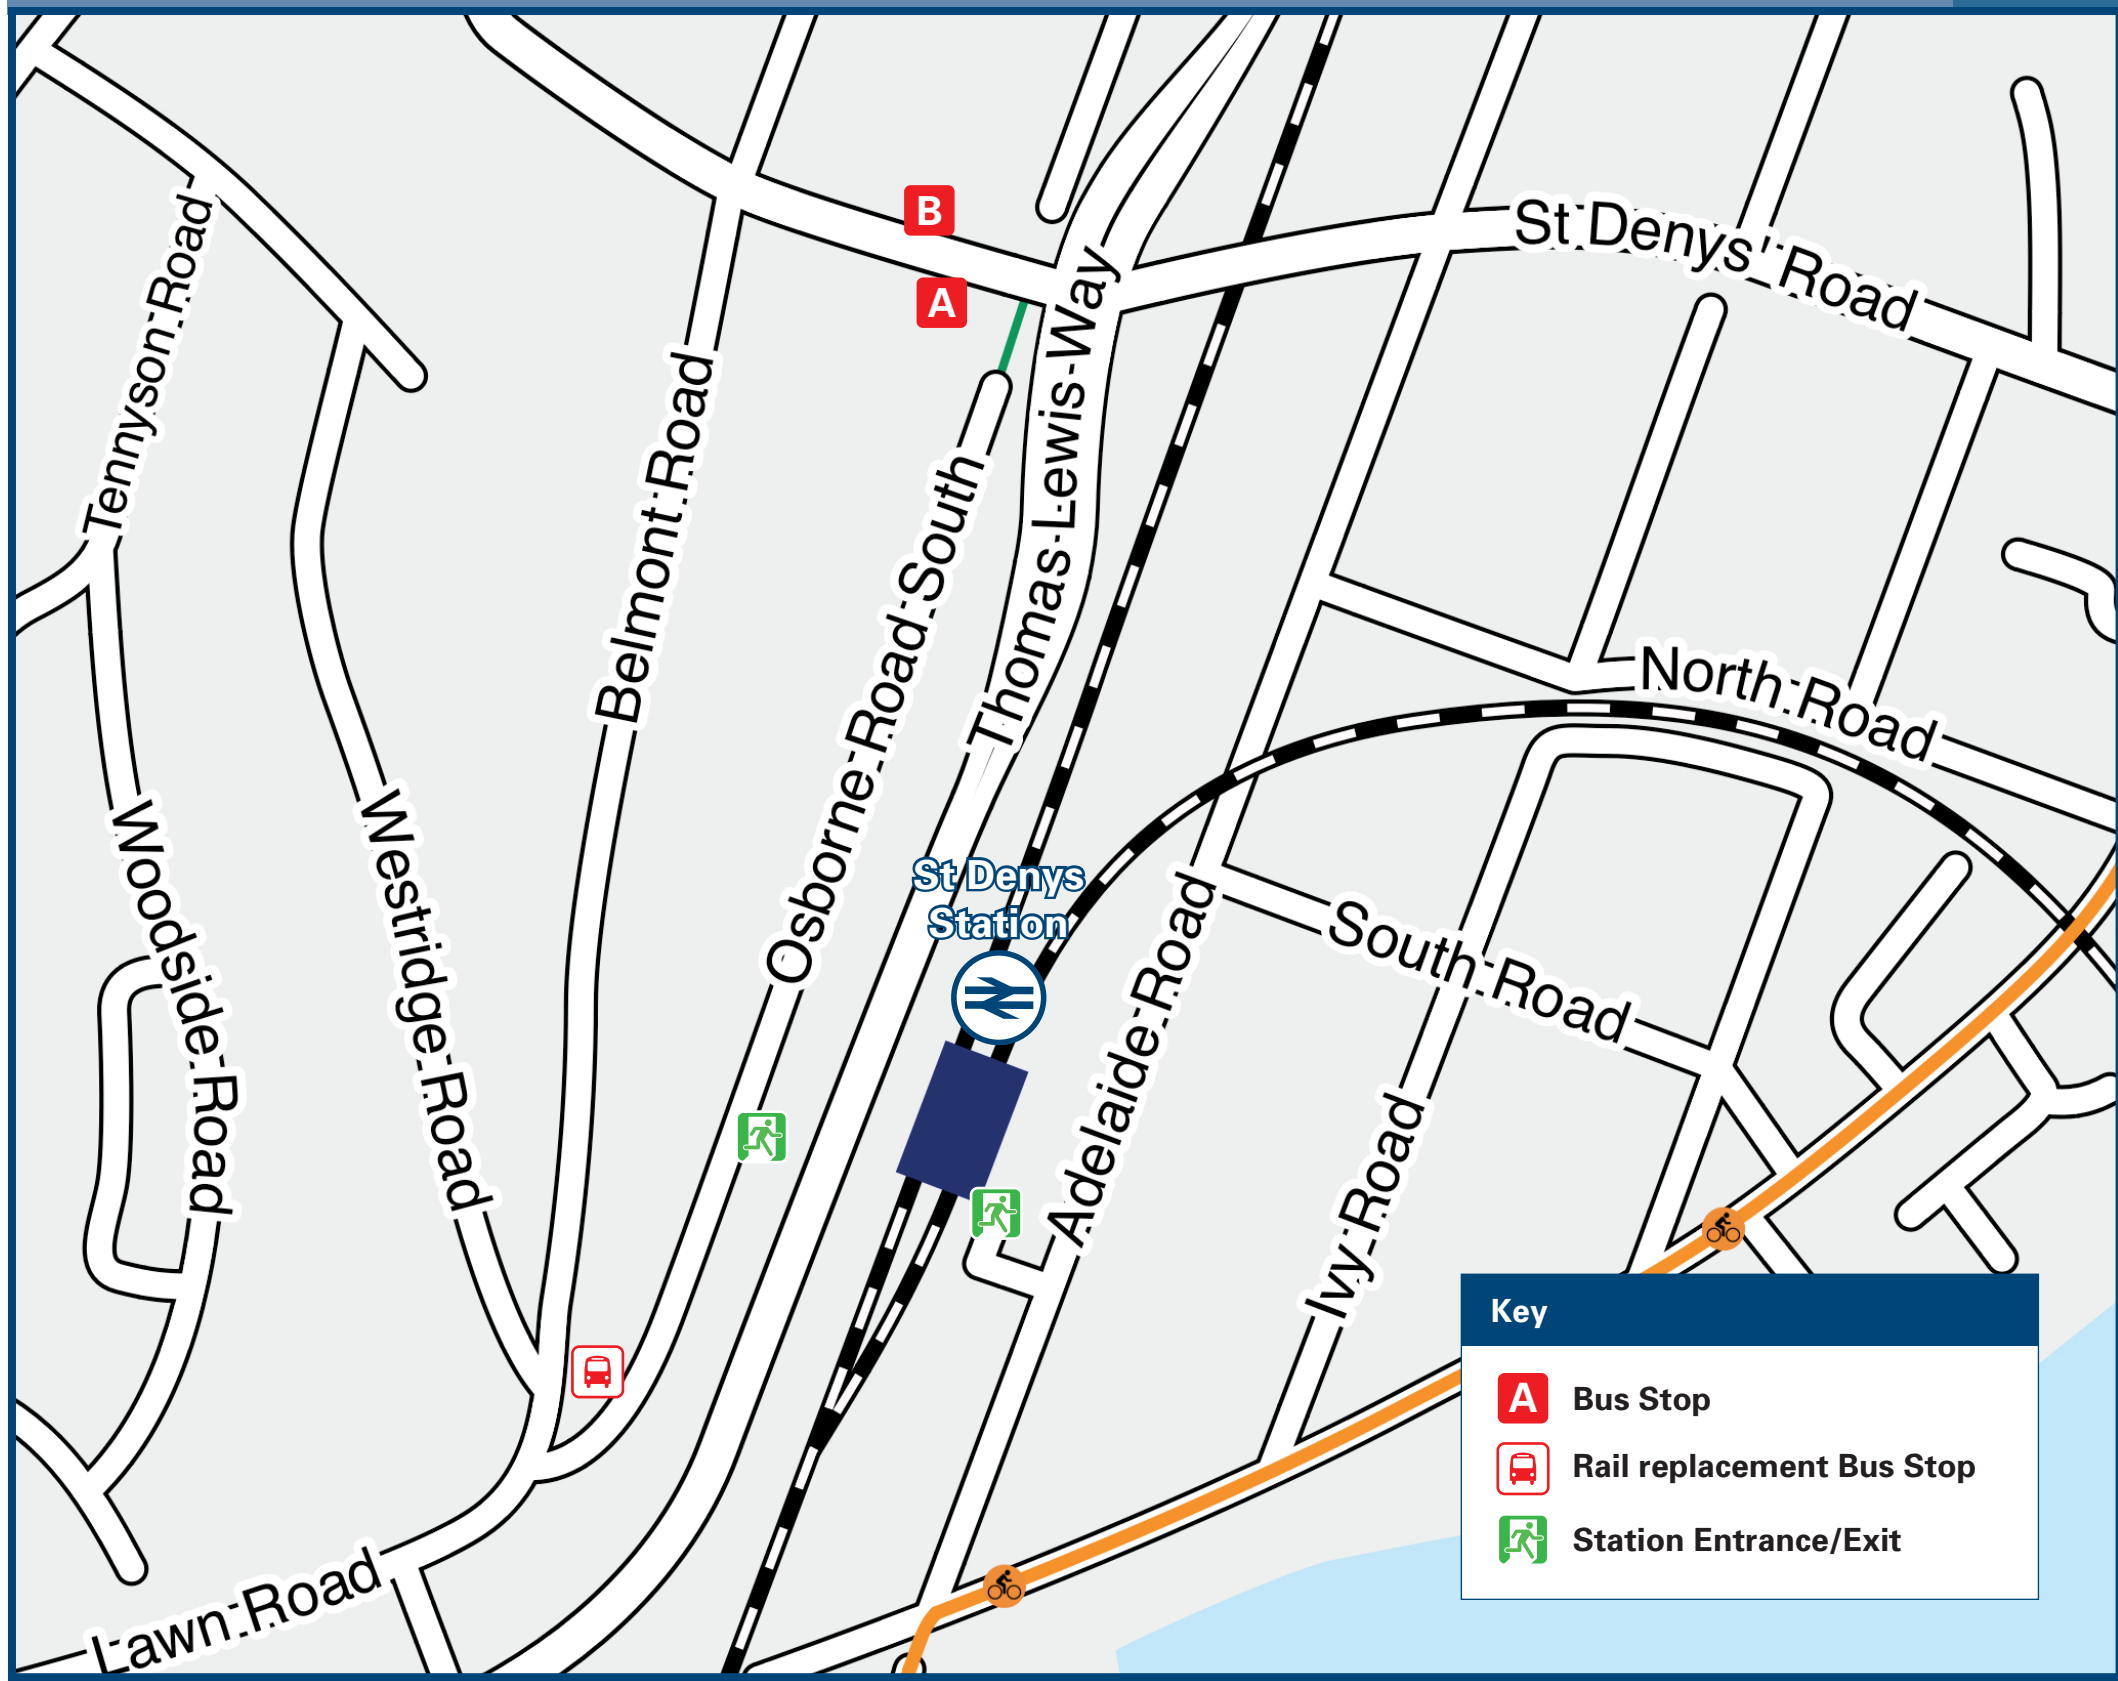 B
A
St Denys' Road
Tennyson Road
Belmont Road
Osborne Road South
Thomas Lewis Way
North Road
Woodside Road
Westridge Road
St Denys
Station
Adelaide Road
South Road
Ivy Road
Lawn Road
Key
A Bus Stop
Rail replacement Bus Stop
Station Entrance/Exit